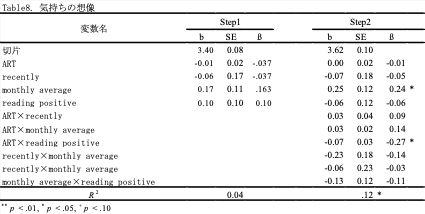 Table8. 気持ちの想像
変数名 Step1 Step2
b SE ß b SE ß
切片 3.40 0.08 3.62 0.10
ART -0.01 0.02 -.037 0.00 0.02 -0.01
recently -0.06 0.17 -.037 -0.07 0.18 -0.05
monthly average 0.17 0.11 .163 0.25 0.12 0.24 *
reading positive 0.10 0.10 0.10 -0.06 0.12 -0.06
ART×recently 0.03 0.04 0.09
ART×monthly average 0.03 0.02 0.14
ART×reading positive -0.07 0.03 -0.27 *
recently×monthly average -0.23 0.18 -0.14
recently×monthly average -0.06 0.23 -0.03
monthly average×reading positive -0.13 0.12 -0.11
R² 0.04 .12 *
** p <.01, * p <.05, + p <.10